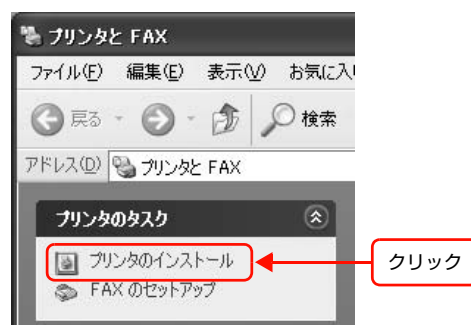 プリンタと FAX
ファイル(F) 編集(E) 表示(V) お気に入
戻る 検索
アドレス(D) プリンタと FAX
プリンタのタスク
プリンタのインストール
クリック
FAX のセットアップ